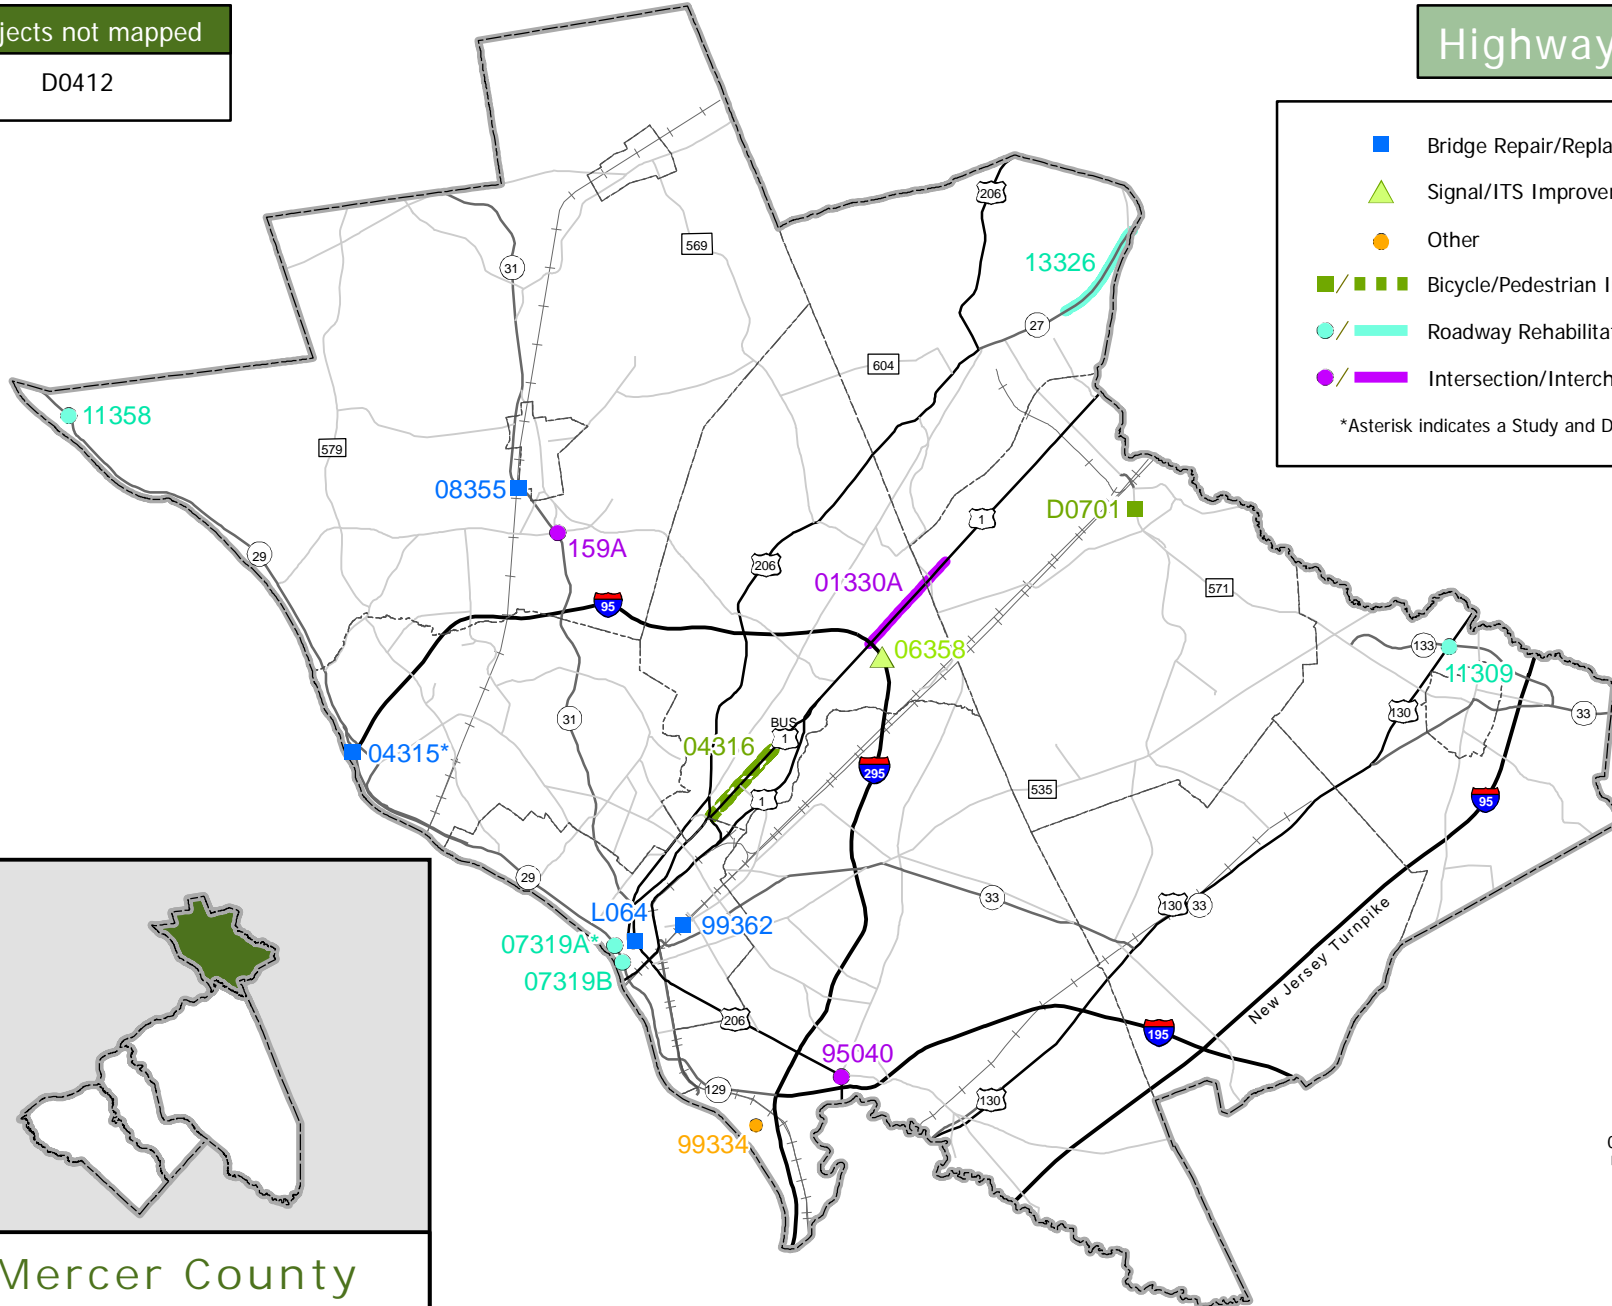 jects not mapped
D0412
Highway
Bridge Repair/Repla
Signal/ITS Improve
Other
Bicycle/Pedestrian I
Roadway Rehabilita
Intersection/Interch
*Asterisk indicates a Study and D
206
569
31
13326
27
604
11358
579
08355
159A
29
206
1
D0701
01330A
571
95
06358
133
11309
130
33
31
BUS
1
04316
04315*
295
1
535
95
29
33
130
33
L064
99362
07319A*
07319B
New Jersey Turnpike
206
195
95040
129
130
99334
Mercer County